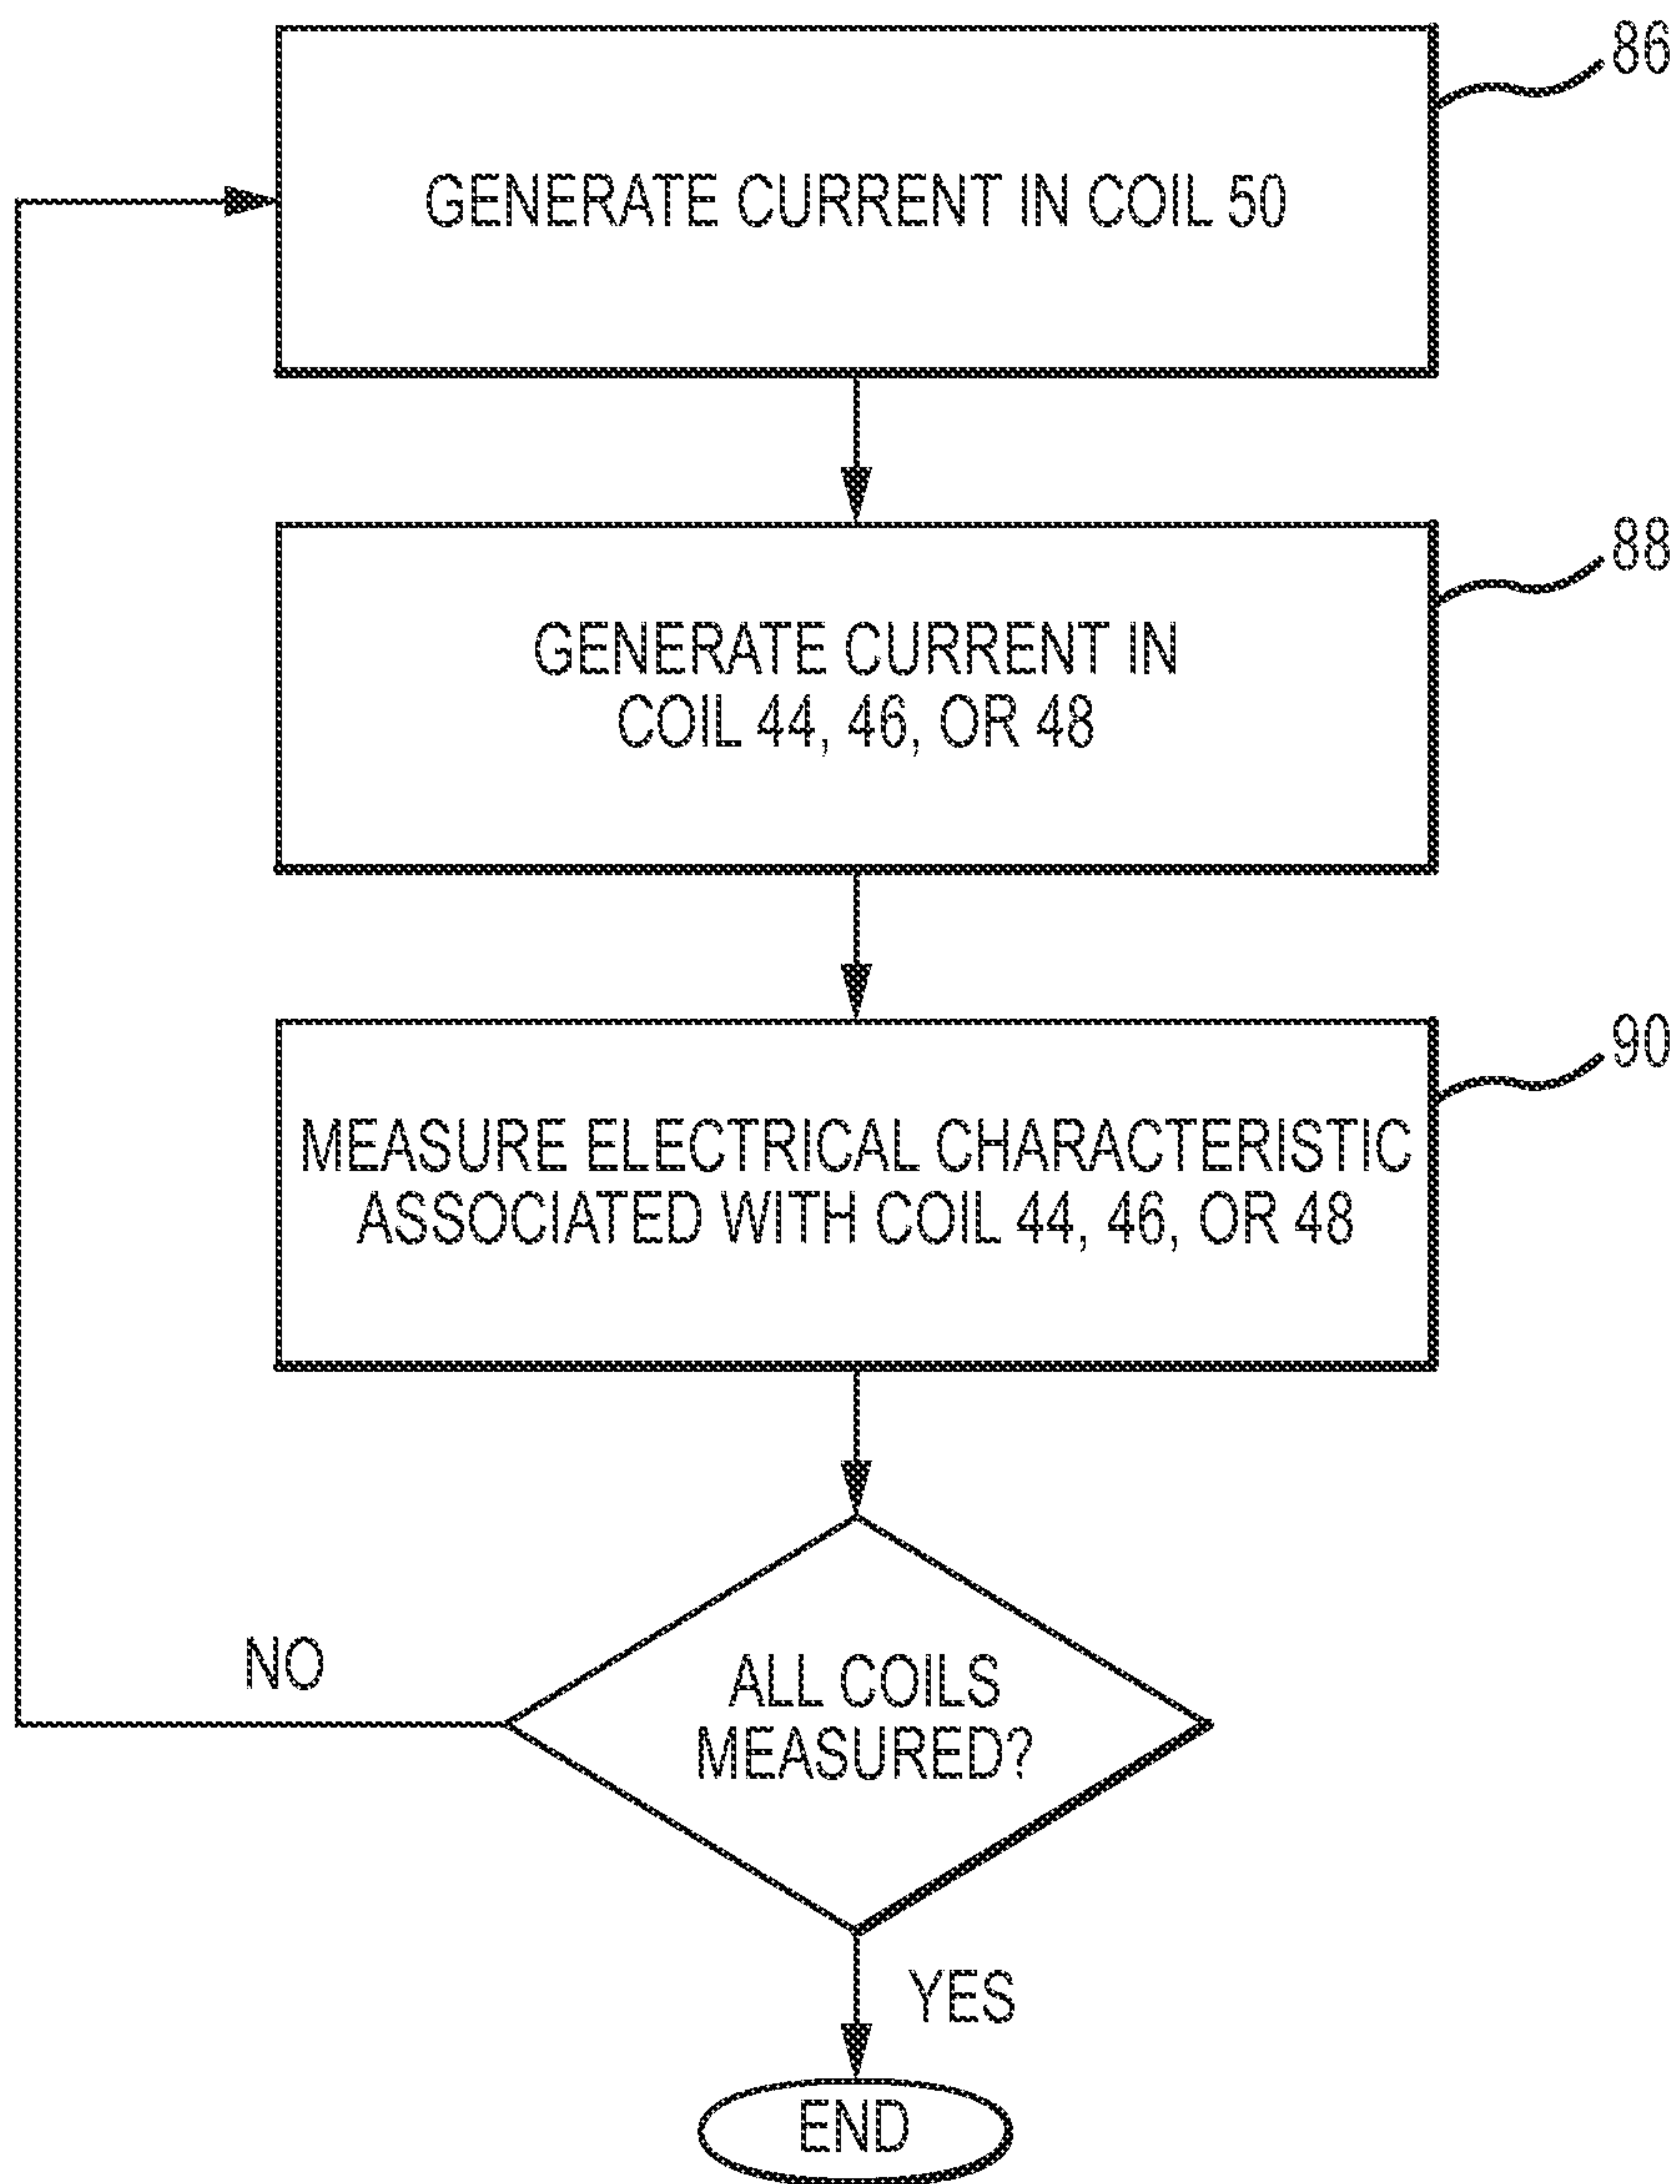 86
GENERATE CURRENT IN COIL 50
88
GENERATE CURRENT IN
COIL 44, 46, OR 48
90
MEASURE ELECTRICAL CHARACTERISTIC
ASSOCIATED WITH COIL 44, 46, OR 48
ALL COILS
MEASURED?
NO
YES
END